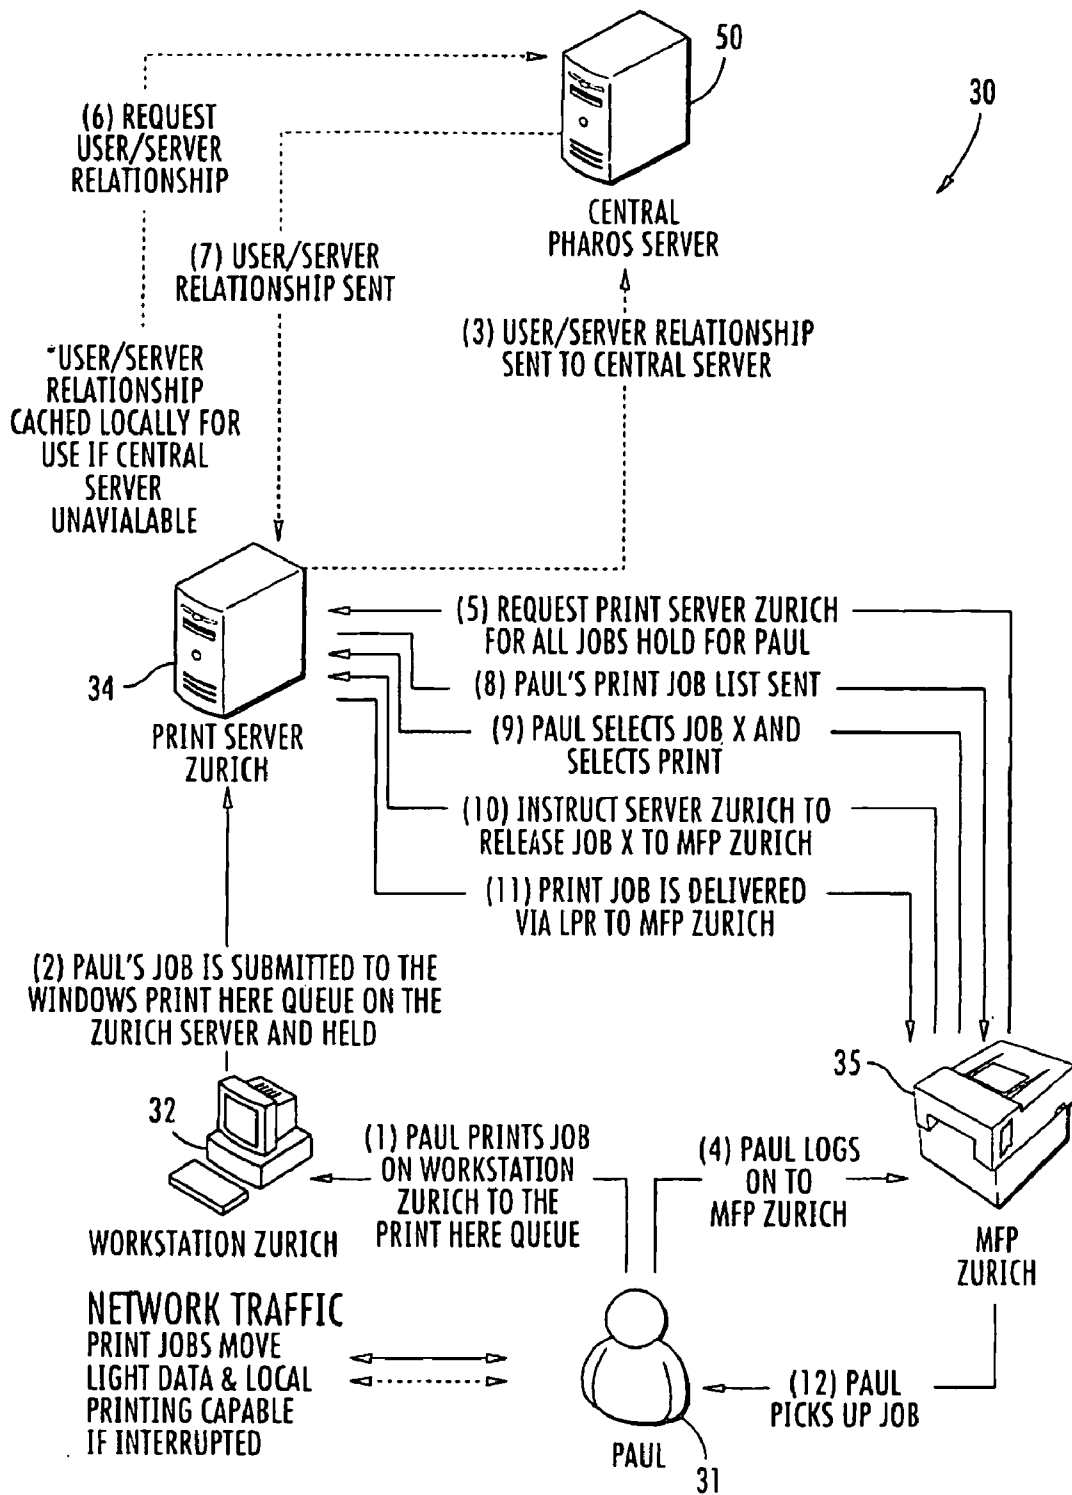 50
30
(6) REQUEST
USER/SERVER
RELATIONSHIP
CENTRAL
PHAROS SERVER
(7) USER/SERVER
RELATIONSHIP SENT
(3) USER/SERVER RELATIONSHIP
SENT TO CENTRAL SERVER
*USER/SERVER
RELATIONSHIP
CACHED LOCALLY FOR
USE IF CENTRAL
SERVER
UNAVIALABLE
34
PRINT SERVER
ZURICH
(5) REQUEST PRINT SERVER ZURICH
FOR ALL JOBS HOLD FOR PAUL
(8) PAUL'S PRINT JOB LIST SENT
(9) PAUL SELECTS JOB X AND
SELECTS PRINT
(10) INSTRUCT SERVER ZURICH TO
RELEASE JOB X TO MFP ZURICH
(11) PRINT JOB IS DELIVERED
VIA LPR TO MFP ZURICH
(2) PAUL'S JOB IS SUBMITTED TO THE
WINDOWS PRINT HERE QUEUE ON THE
ZURICH SERVER AND HELD
35
32
(1) PAUL PRINTS JOB
ON WORKSTATION
ZURICH TO THE
PRINT HERE QUEUE
(4) PAUL LOGS
ON TO
MFP ZURICH
WORKSTATION ZURICH
MFP
ZURICH
NETWORK TRAFFIC
PRINT JOBS MOVE
LIGHT DATA & LOCAL
PRINTING CAPABLE
IF INTERRUPTED
(12) PAUL
PICKS UP JOB
PAUL
31